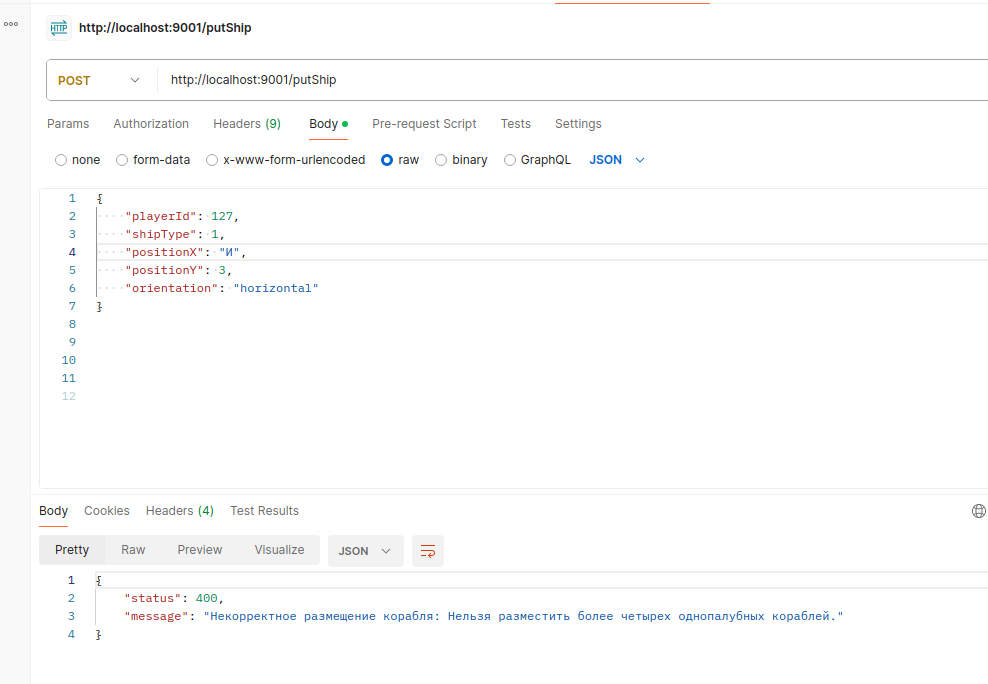 http://localhost:9001/putShip
POST http://localhost:9001/putShip
Params Authorization Headers (9) Body Pre-request Script Tests Settings
none form-data x-www-form-urlencoded raw binary GraphQL JSON
1 {
2 "playerId": 127,
3 "shipType": 1,
4 "positionX": "И",
5 "positionY": 3,
6 "orientation": "horizontal"
7 }
8
9
10
11
12
Body Cookies Headers (4) Test Results
Pretty Raw Preview Visualize JSON
1 {
2 "status": 400,
3 "message": "Некорректное размещение корабля: Нельзя разместить более четырех однопалубных кораблей."
4 }